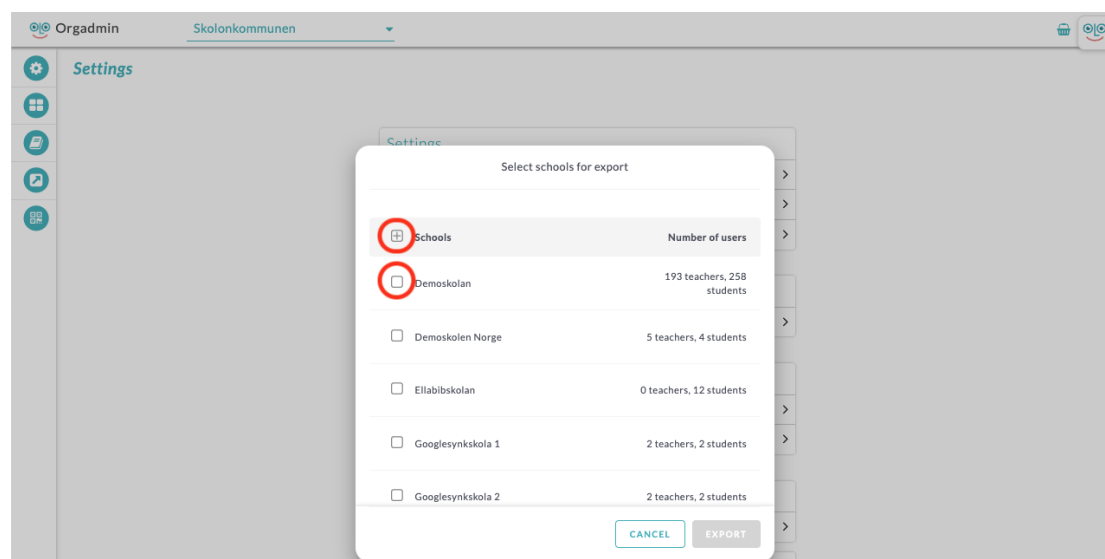 Orgadmin
Skolonkommunen
Settings
Settings
Select schools for export
Schools
Number of users
Demoskolan
193 teachers, 258
students
Demoskolen Norge
5 teachers, 4 students
Ellabibskolan
0 teachers, 12 students
Googlesynkskola 1
2 teachers, 2 students
Googlesynkskola 2
2 teachers, 2 students
CANCEL
EXPORT